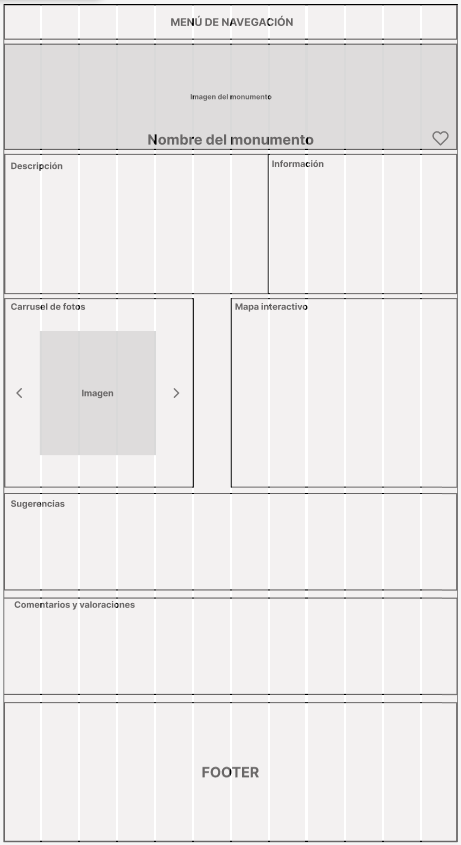 MENÚ DE NAVEGACIÓN
Imagen del monumento
Nombre del monumento
Descripción
Información
Carrusel de fotos
Mapa interactivo
Imagen
Sugerencias
Comentarios y valoraciones
FOOTER